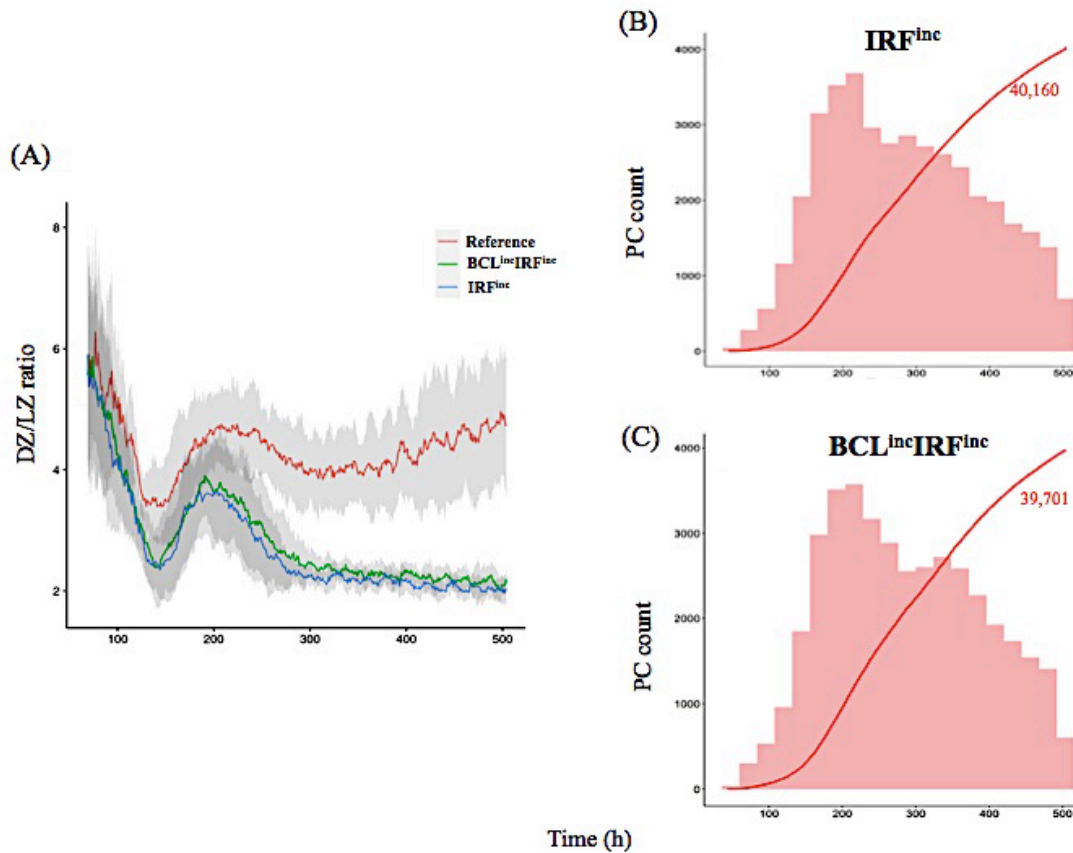 (A)
DZ/LZ ratio
8
6
4
2
100 200 300 400 500
Reference
BCLincIRFinc
IRFinc
(B)
IRFinc
PC count
4000
3000
2000
1000
0
100 200 300 400 500
40,160
(C)
BCLincIRFinc
PC count
4000
3000
2000
1000
0
100 200 300 400 500
39,701
Time (h)